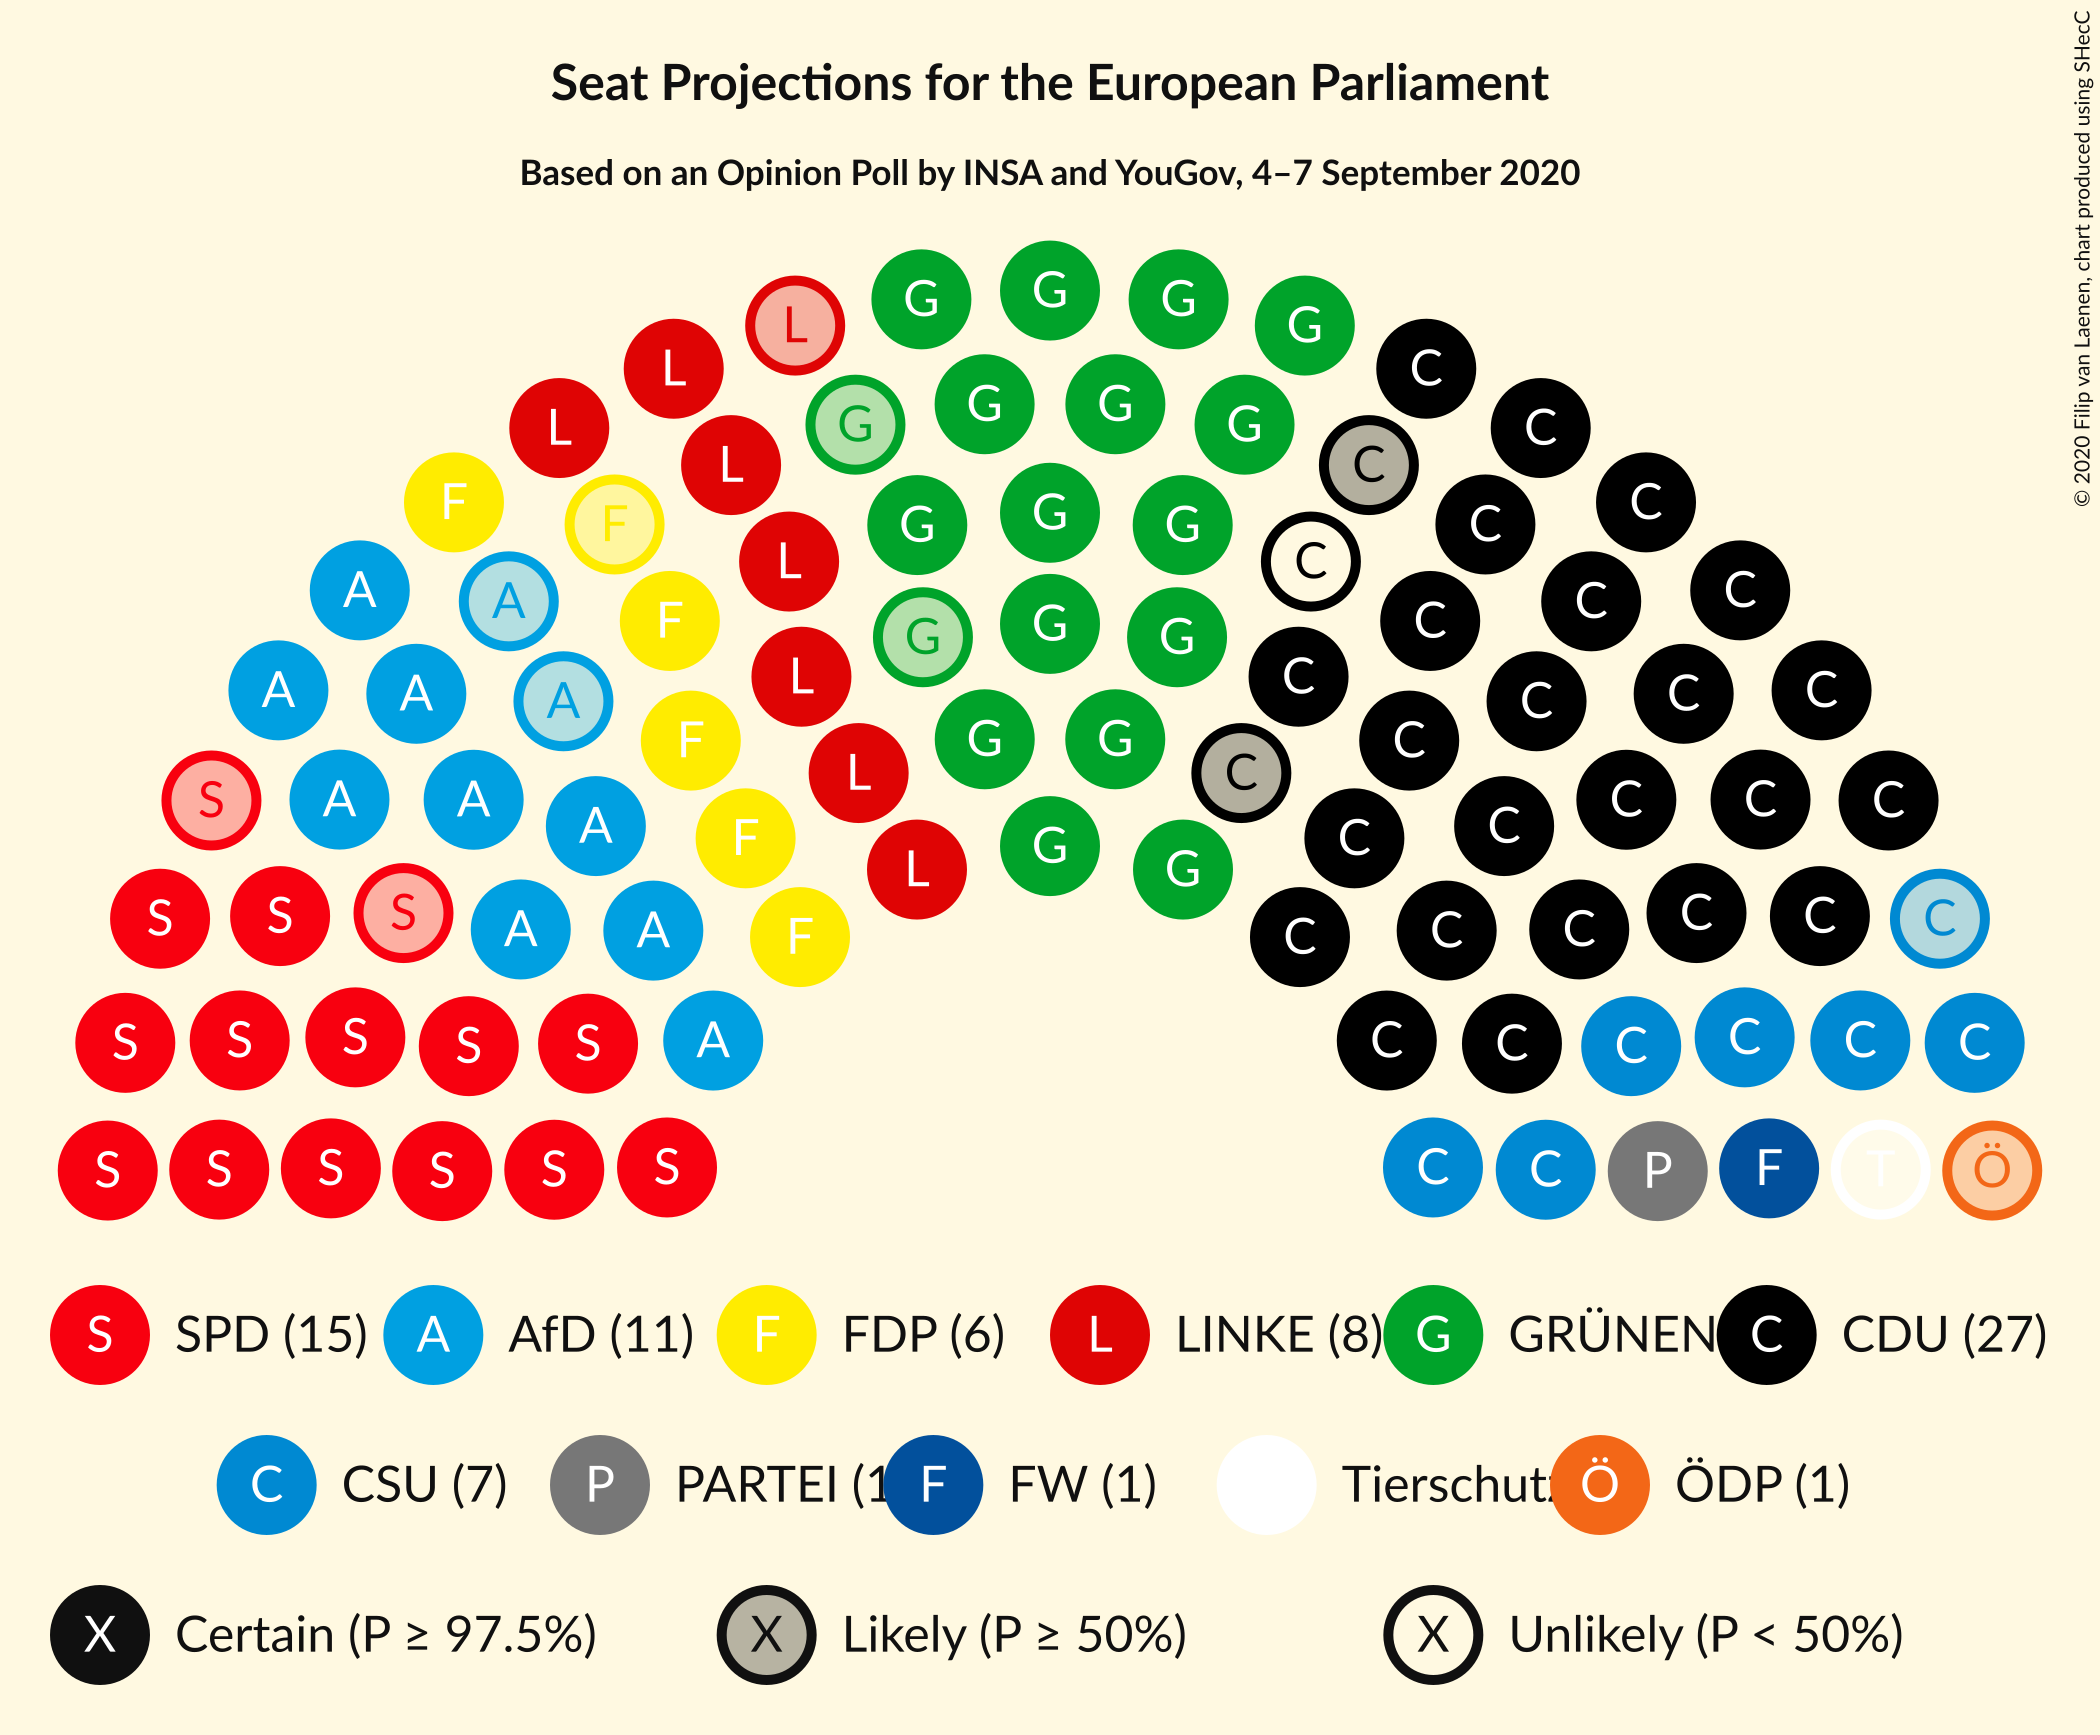 Seat Projections for the European Parliament
Based on an Opinion Poll by INSA and YouGov, 4–7 September 2020
© 2020 Filip van Laenen, chart produced using SHecC
G G G G
L L C
L G G G G C C
F F L C C C
L G G G C
A A F L G G G C C C C
A A A F L G G C C C C C
S A A A F L C C C C C C
S S S A A F L G G C C C C C C C
S S S S S A C C C C C C
S S S S S S C C P F T Ö
S SPD (15) A AfD (11) F FDP (6) L LINKE (8) G GRÜNEN C CDU (27)
C CSU (7) P PARTEI (1 F FW (1) Tierschutz Ö ÖDP (1)
X Certain (P ≥ 97.5%) X Likely (P ≥ 50%) X Unlikely (P < 50%)